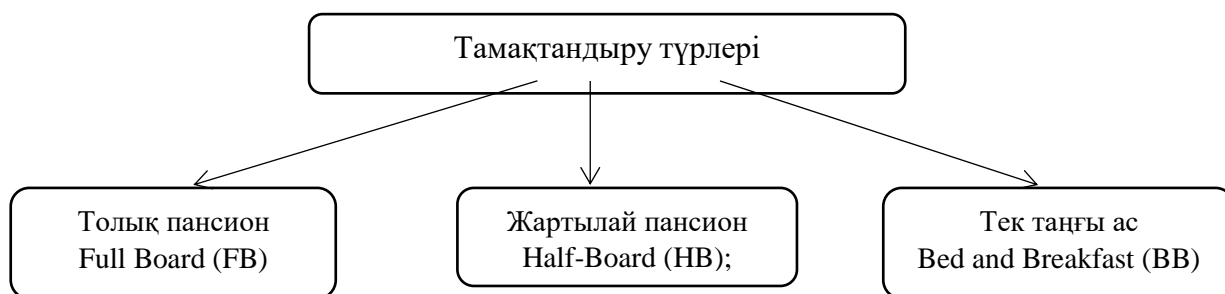 Тамақтандыру түрлері
Толық пансион
Full Board (FB)
Жартылай пансион
Half-Board (HB);
Тек таңғы ас
Bed and Breakfast (BB)